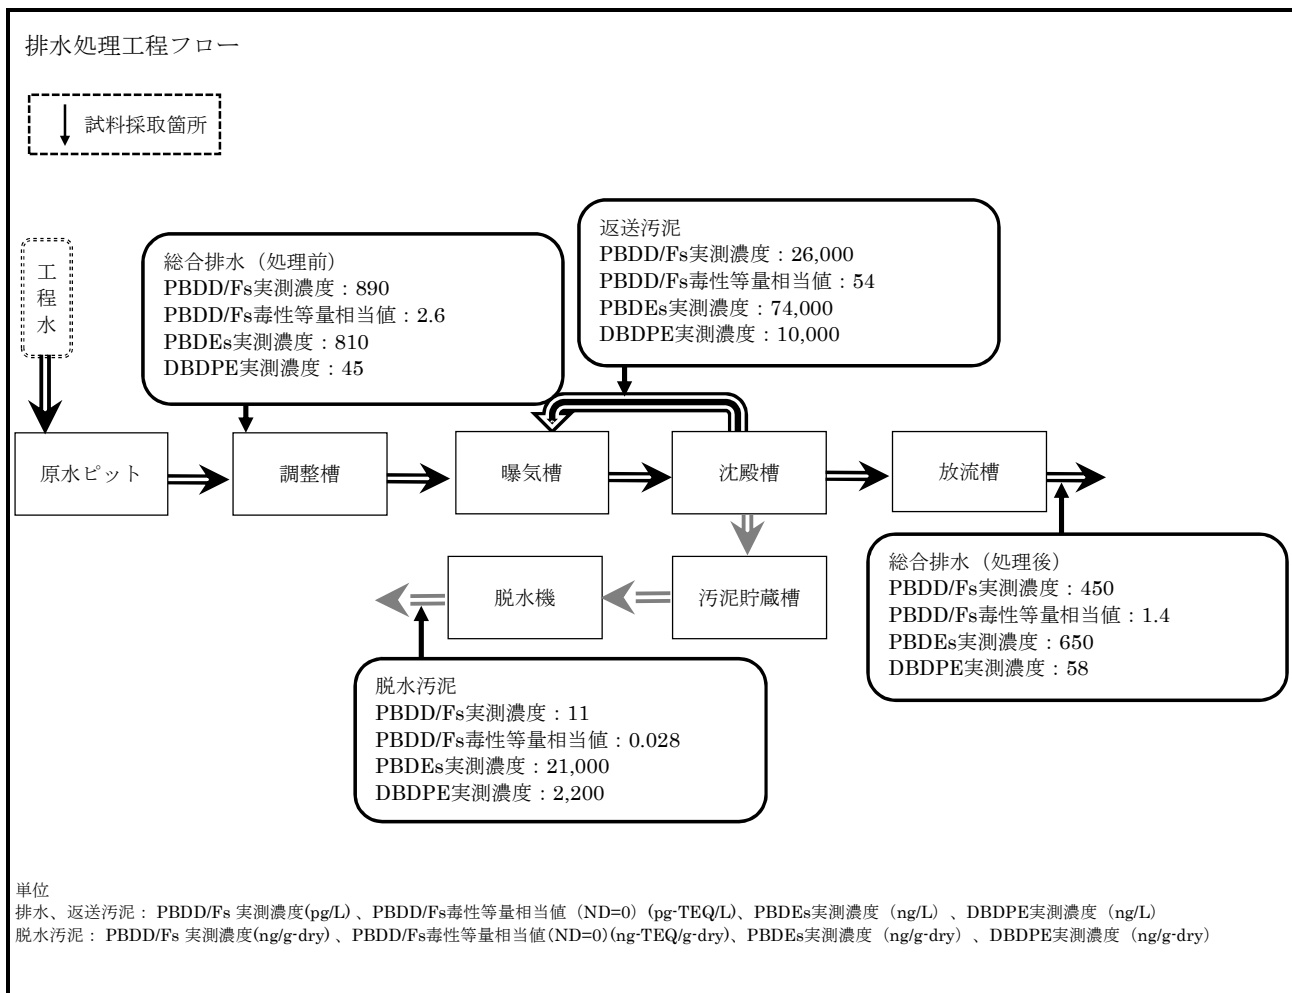 排水処理工程フロー
試料採取箇所
工程水
総合排水（処理前）
PBDD/Fs実測濃度：890
PBDD/Fs毒性等量相当値：2.6
PBDEs実測濃度：810
DBDPE実測濃度：45
返送汚泥
PBDD/Fs実測濃度：26,000
PBDD/Fs毒性等量相当値：54
PBDEs実測濃度：74,000
DBDPE実測濃度：10,000
原水ピット
調整槽
曝気槽
沈殿槽
放流槽
脱水機
汚泥貯蔵槽
総合排水（処理後）
PBDD/Fs実測濃度：450
PBDD/Fs毒性等量相当値：1.4
PBDEs実測濃度：650
DBDPE実測濃度：58
脱水汚泥
PBDD/Fs実測濃度：11
PBDD/Fs毒性等量相当値：0.028
PBDEs実測濃度：21,000
DBDPE実測濃度：2,200
単位
排水、返送汚泥： PBDD/Fs 実測濃度(pg/L) 、PBDD/Fs毒性等量相当値（ND=0）(pg-TEQ/L)、PBDEs実測濃度（ng/L）、DBDPE実測濃度（ng/L）
脱水汚泥： PBDD/Fs 実測濃度(ng/g-dry) 、PBDD/Fs毒性等量相当値（ND=0）(ng-TEQ/g-dry)、PBDEs実測濃度（ng/g-dry）、DBDPE実測濃度（ng/g-dry）